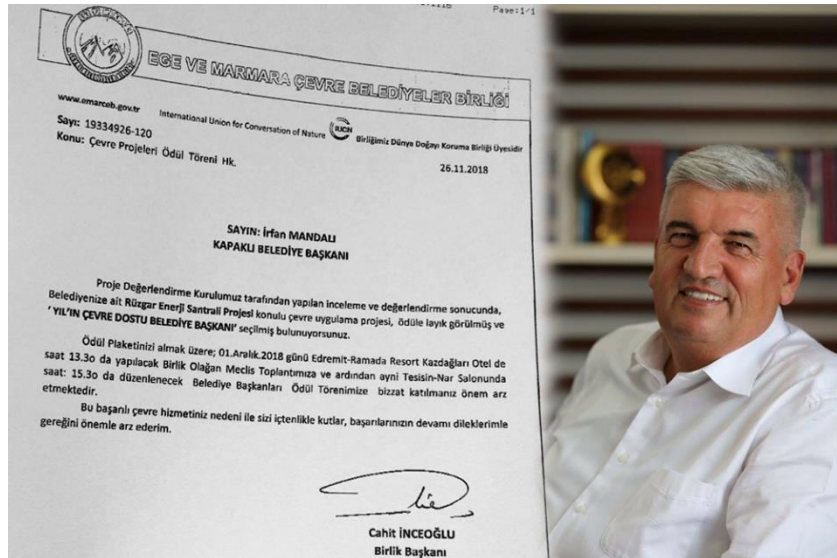 Page:1/1
EGE VE MARMARA ÇEVRE BELEDİYELER BİRLİĞİ
www.emarceb.gov.tr
International Union for Conversation of Nature
IUCN
Birliğimiz Dünya Doğayı Koruma Birliği Üyesidir
Sayı: 19334926-120
Konu: Çevre Projeleri Ödül Töreni Hk.
26.11.2018
SAYIN: İrfan MANDALI
KAPAKLI BELEDİYE BAŞKANI
Proje Değerlendirme Kurulumuz tarafından yapılan inceleme ve değerlendirme sonucunda,
Belediyenize ait Rüzgar Enerji Santrali Projesi konulu çevre uygulama projesi, ödüle layık görülmüş ve
' YIL'IN ÇEVRE DOSTU BELEDİYE BAŞKANI' seçilmiş bulunuyorsunuz.
Ödül Plaketinizi almak üzere; 01.Aralık.2018 günü Edremit-Ramada Resort Kazdağları Otel de
saat 13.3o da yapılacak Birlik Olağan Meclis Toplantımıza ve ardından ayni Tesisin-Nar Salonunda
saat: 15.3o da düzenlenecek Belediye Başkanları Ödül Törenimize bizzat katılmanız önem arz
etmektedir.
Bu başarılı çevre hizmetiniz nedeni ile sizi içtenlikle kutlar, başarılarınızın devamı dileklerimle
gereğini önemle arz ederim.
Cahit İNCEOĞLU
Birlik Başkanı